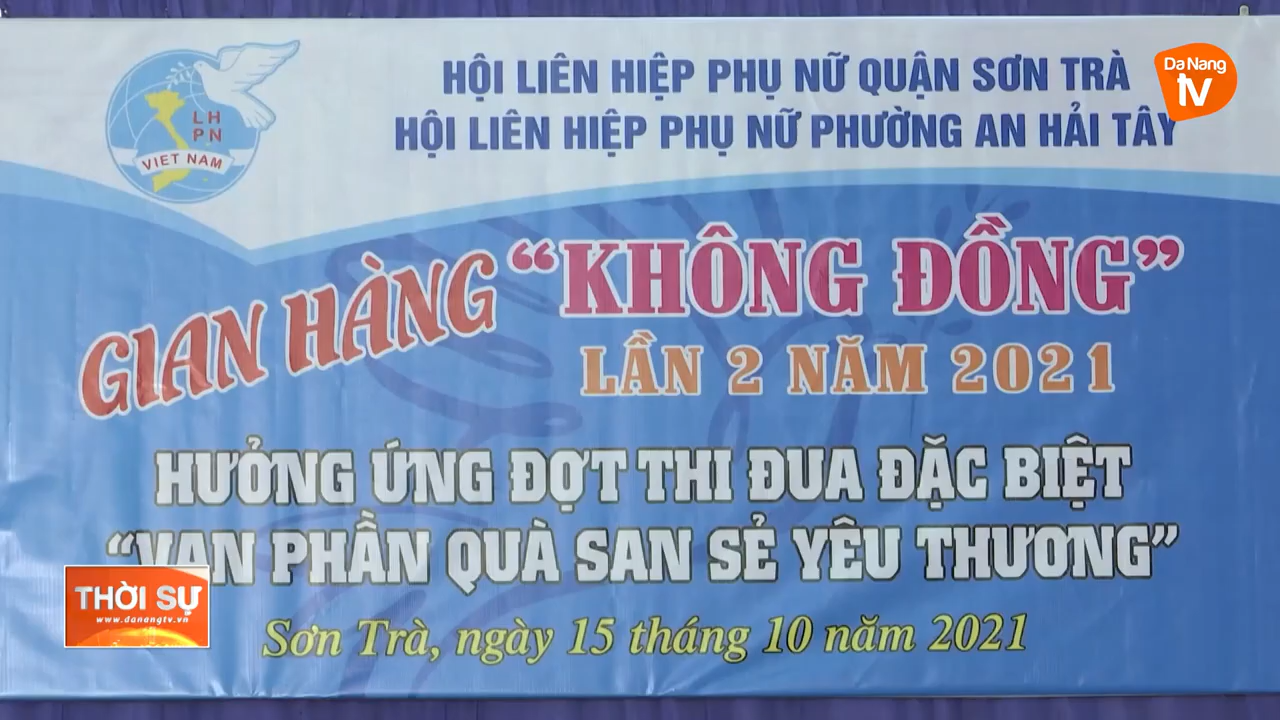 Da Nang
tv
HỘI LIÊN HIỆP PHỤ NỮ QUẬN SƠN TRÀ
HỘI LIÊN HIỆP PHỤ NỮ PHƯỜNG AN HẢI TÂY
LH
PN
VIET NAM
GIAN HÀNG “KHÔNG ĐỒNG”
LẦN 2 NĂM 2021
HƯỞNG ỨNG ĐỢT THI ĐUA ĐẶC BIỆT
“VẠN PHẦN QUÀ SAN SẺ YÊU THƯƠNG”
THỜI SỰ
www.danangtv.vn
Sơn Trà, ngày 15 tháng 10 năm 2021